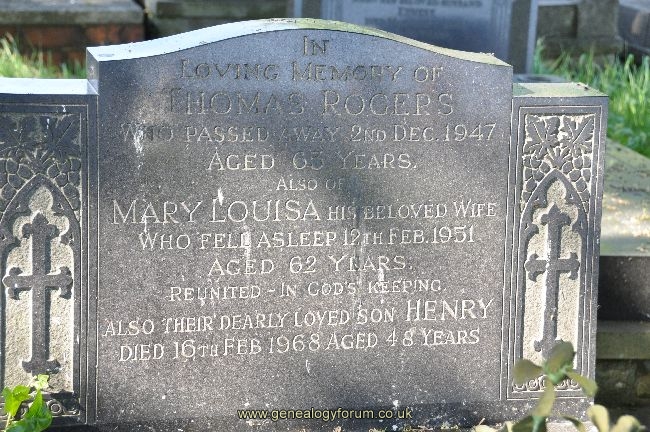 In
Loving Memory of
Thomas Rogers
Who passed away 2nd Dec. 1947
Aged 63 Years.
Also of
Mary Louisa his beloved Wife
Who fell asleep 12th Feb. 1951
Aged 62 Years.
Reunited - in God's keeping
Also their dearly loved son Henry
Died 16th Feb 1968 Aged 48 Years
www.genealogyforum.co.uk